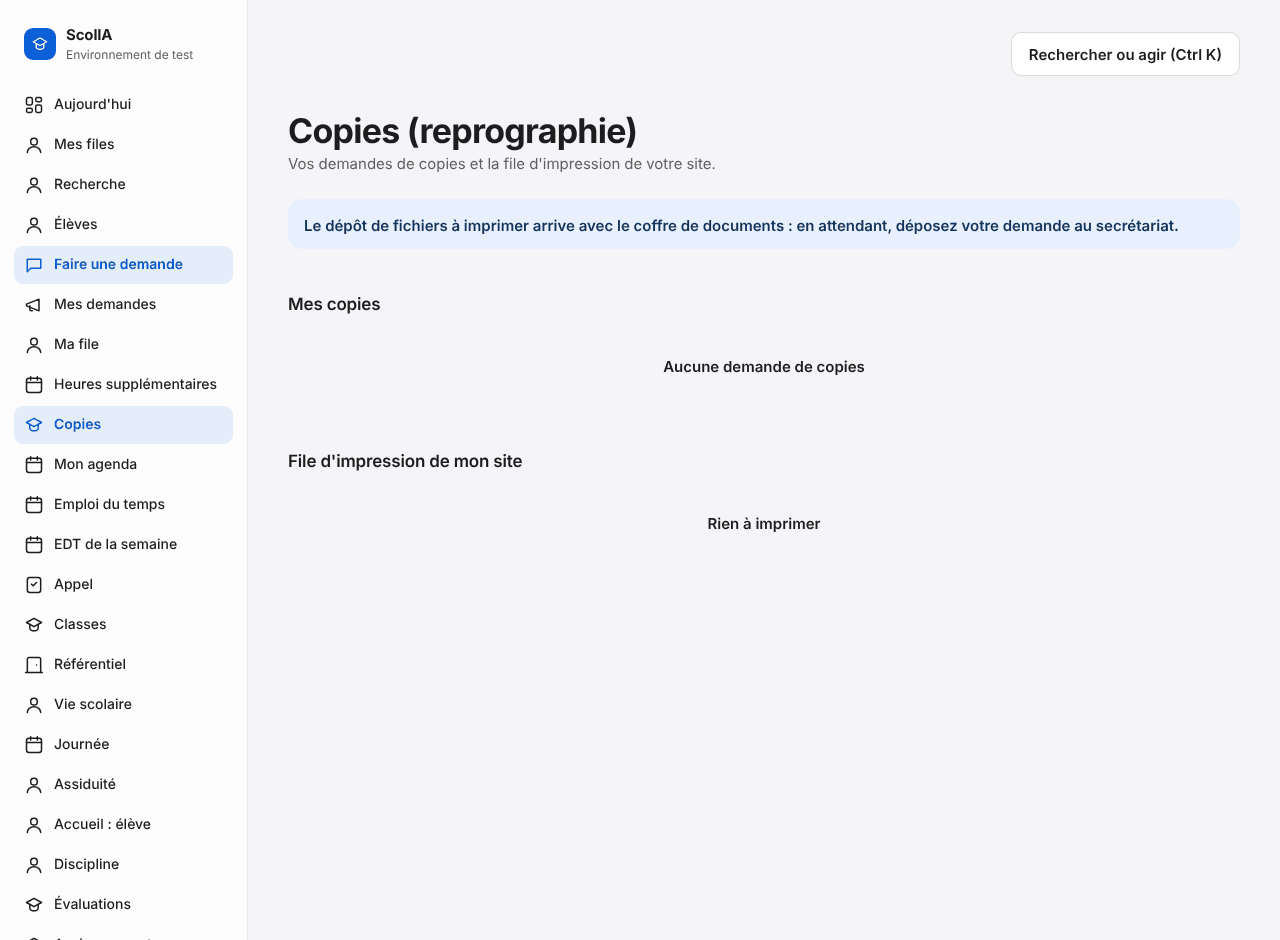 ScolIA
Environnement de test
Rechercher ou agir (Ctrl K)
Aujourd'hui
Mes files
Recherche
Élèves
Faire une demande
Mes demandes
Ma file
Heures supplémentaires
Copies
Mon agenda
Emploi du temps
EDT de la semaine
Appel
Classes
Référentiel
Vie scolaire
Journée
Assiduité
Accueil : élève
Discipline
Évaluations
Copies (reprographie)
Vos demandes de copies et la file d'impression de votre site.
Le dépôt de fichiers à imprimer arrive avec le coffre de documents : en attendant, déposez votre demande au secrétariat.
Mes copies
Aucune demande de copies
File d'impression de mon site
Rien à imprimer